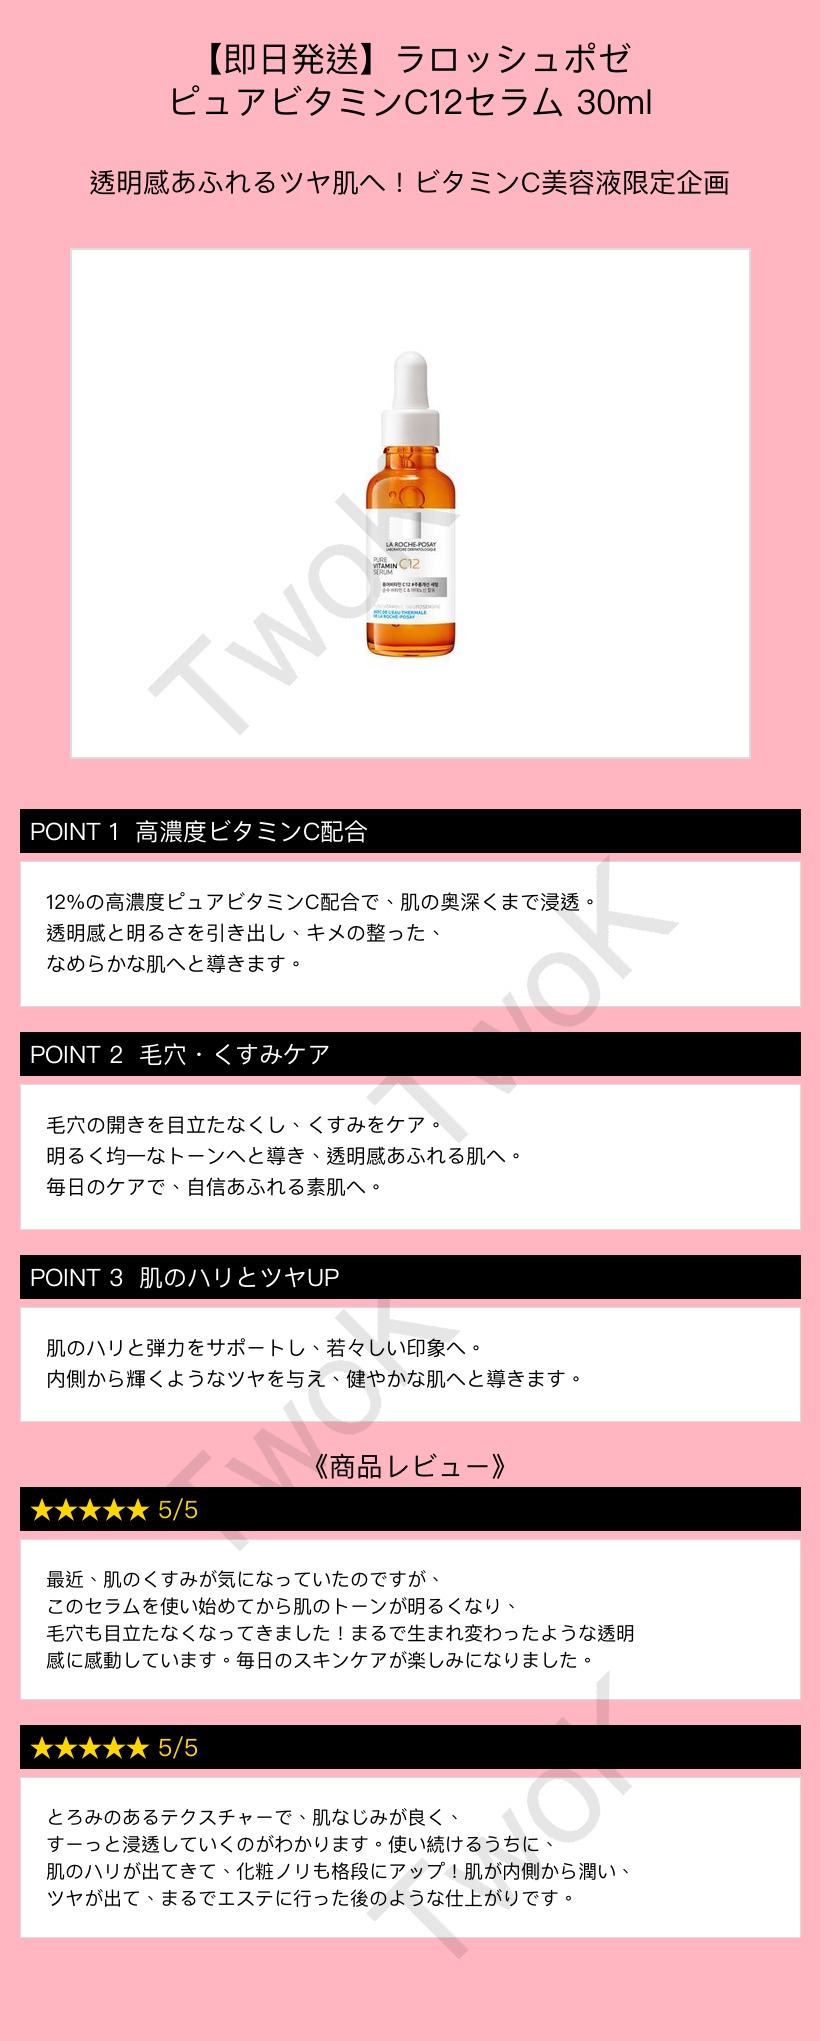 【即日発送】ラロッシュポゼ
ピュアビタミンC12セラム 30ml
透明感あふれるツヤ肌へ！ビタミンC美容液限定企画
LA ROCHE-POSAY
LABORATOIRE DERMATOLOGIQUE
PURE
VITAMIN C12
SERUM
퓨어비타민 C12
AVEC DE L'EAU THERMALE
DE LA ROCHE-POSAY
TwoK
POINT 1 高濃度ビタミンC配合
12%の高濃度ピュアビタミンC配合で、肌の奥深くまで浸透。
透明感と明るさを引き出し、キメの整った、
なめらかな肌へと導きます。
TwoK
POINT 2 毛穴・くすみケア
毛穴の開きを目立たなくし、くすみをケア。
明るく均一なトーンへと導き、透明感あふれる肌へ。
毎日のケアで、自信あふれる素肌へ。
POINT 3 肌のハリとツヤUP
肌のハリと弾力をサポートし、若々しい印象へ。
内側から輝くようなツヤを与え、健やかな肌へと導きます。
TwoK
《商品レビュー》
★★★★★ 5/5
最近、肌のくすみが気になっていたのですが、
このセラムを使い始めてから肌のトーンが明るくなり、
毛穴も目立たなくなってきました！まるで生まれ変わったような透明
感に感動しています。毎日のスキンケアが楽しみになりました。
★★★★★ 5/5
とろみのあるテクスチャーで、肌なじみが良く、
すーっと浸透していくのがわかります。使い続けるうちに、
肌のハリが出てきて、化粧ノリも格段にアップ！肌が内側から潤い、
ツヤが出て、まるでエステに行った後のような仕上がりです。
TwoK